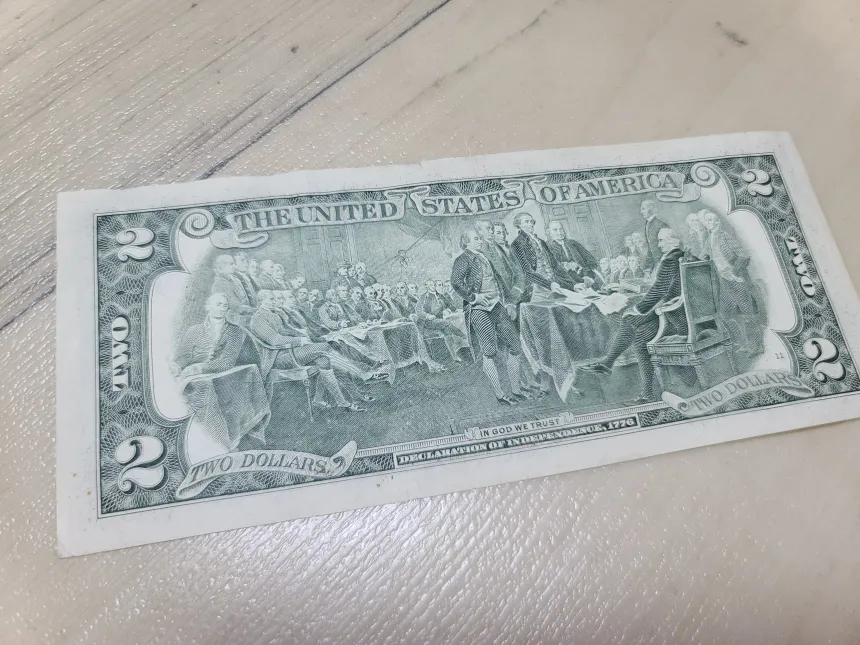 THE UNITED STATES OF AMERICA
2
2
TWO
TWO
11
2
2
TWO DOLLARS
TWO DOLLARS
IN GOD WE TRUST
DECLARATION OF INDEPENDENCE, 1776